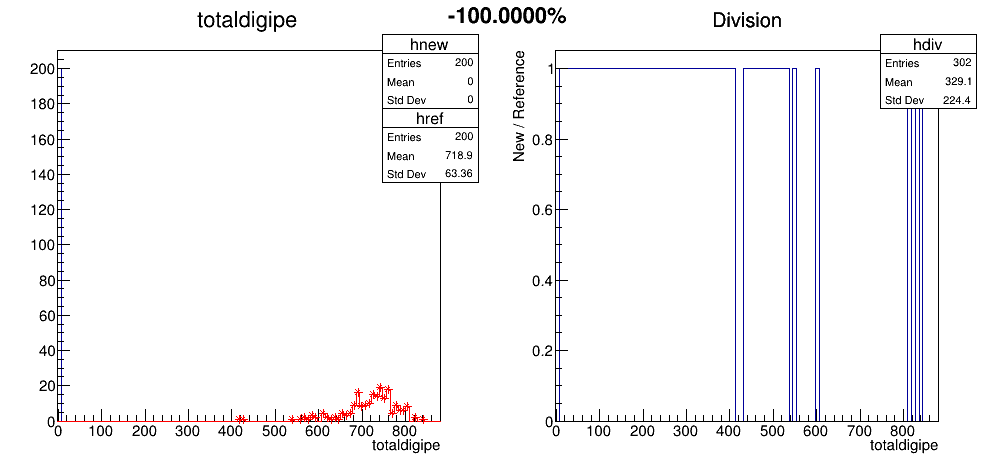 -100.0000%
totaldigipe
hnew
Entries 200
Mean 0
Std Dev 0
href
Entries 200
Mean 718.9
Std Dev 63.36
200
180
160
140
120
100
80
60
40
20
0
0 100 200 300 400 500 600 700 800
totaldigipe
Division
hdiv
Entries 302
Mean 329.1
Std Dev 224.4
New / Reference
1
0.8
0.6
0.4
0.2
0
0 100 200 300 400 500 600 700 800
totaldigipe